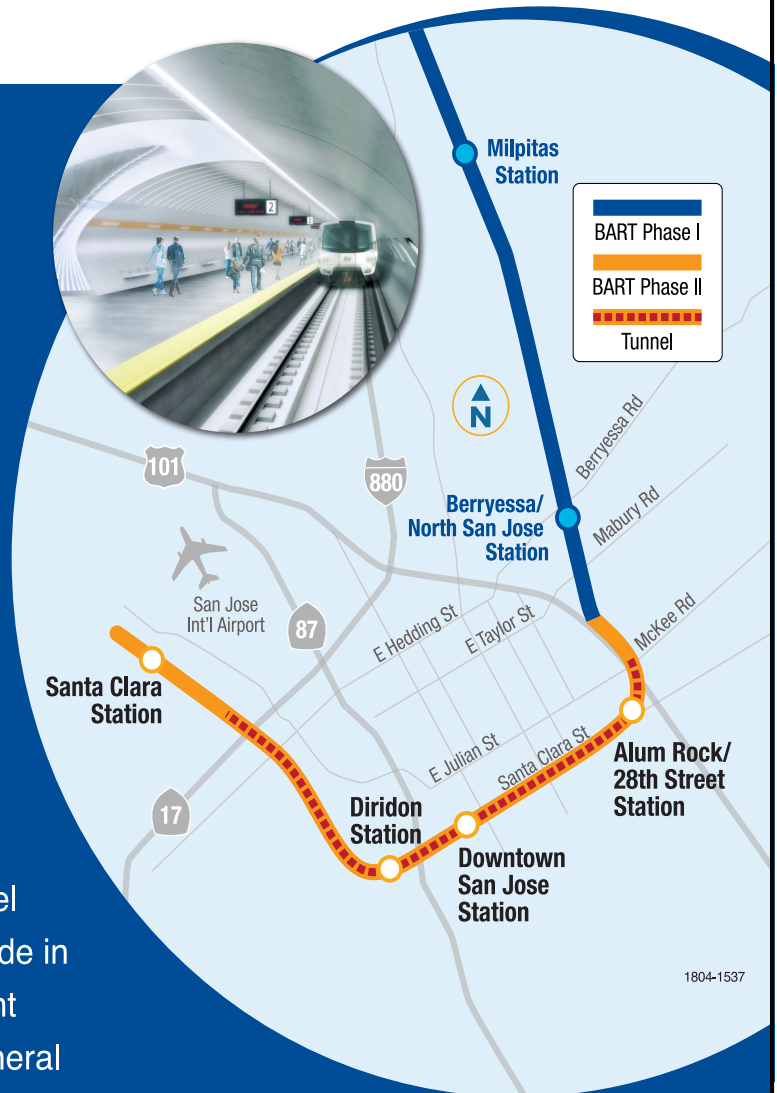 2
2
Milpitas
Station
BART Phase I
BART Phase II
Tunnel
N
101
880
Berryessa Rd
Berryessa/
North San Jose
Station
Mabury Rd
San Jose
Int'l Airport
87
E Hedding St
E Taylor St
McKee Rd
Santa Clara
Station
E Julian St
Santa Clara St
Alum Rock/
28th Street
Station
17
Diridon
Station
Downtown
San Jose
Station
1804-1537
el
de in
nt
neral